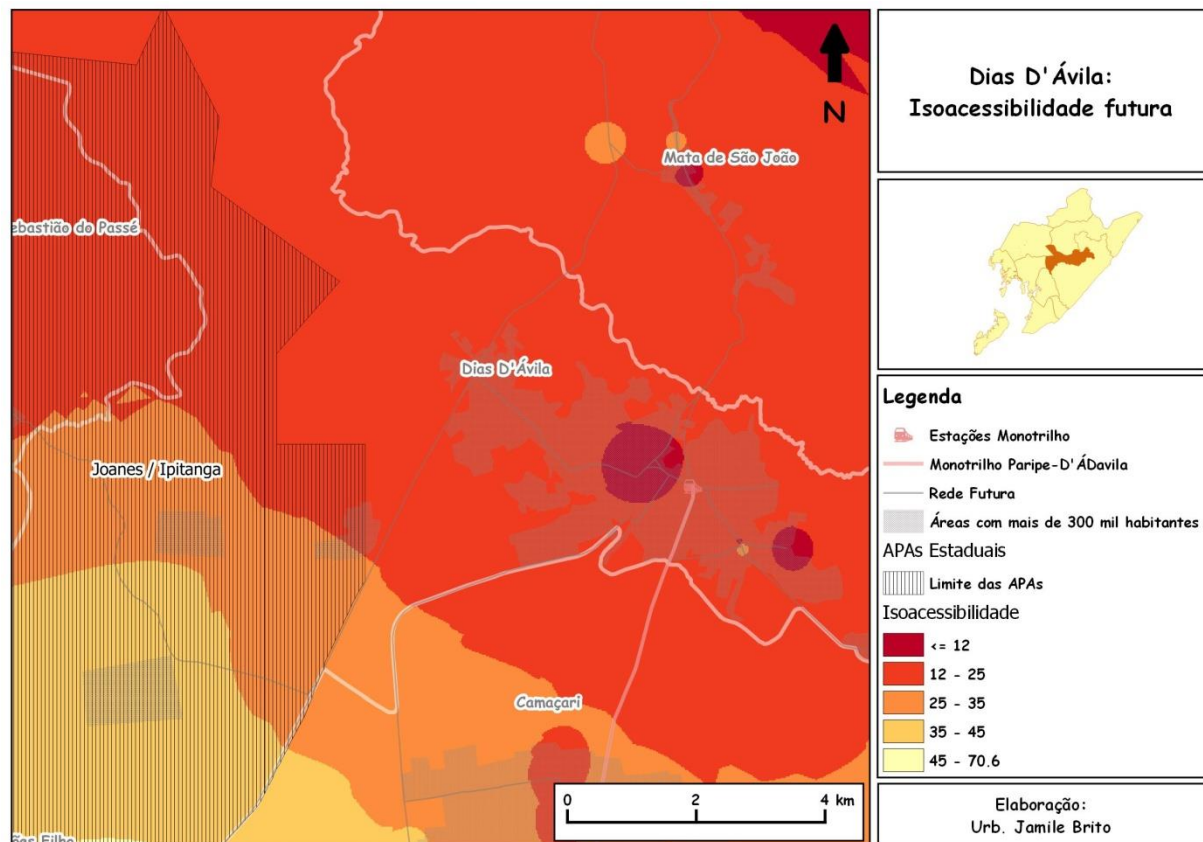 Dias D'Ávila:
Isoacessibilidade futura
N
Mata de São João
ebastião do Passé
Dias D'Ávila
Joanes / Ipitanga
Camaçari
ões Filho
0 2 4 km
Legenda
Estações Monotrilho
Monotrilho Paripe-D'ÁDavila
Rede Futura
Áreas com mais de 300 mil habitantes
APAs Estaduais
Limite das APAs
Isoacessibilidade
<= 12
12 - 25
25 - 35
35 - 45
45 - 70.6
Elaboração:
Urb. Jamile Brito